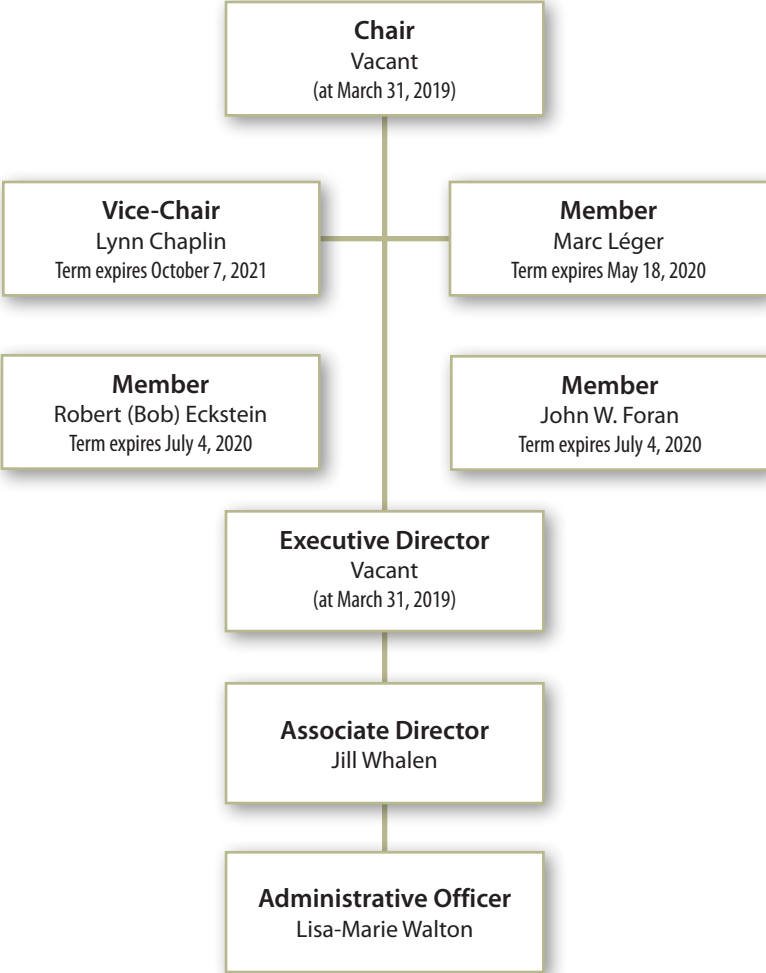 Chair
Vacant
(at March 31, 2019)
Vice-Chair
Lynn Chaplin
Term expires October 7, 2021
Member
Marc Léger
Term expires May 18, 2020
Member
Robert (Bob) Eckstein
Term expires July 4, 2020
Member
John W. Foran
Term expires July 4, 2020
Executive Director
Vacant
(at March 31, 2019)
Associate Director
Jill Whalen
Administrative Officer
Lisa-Marie Walton